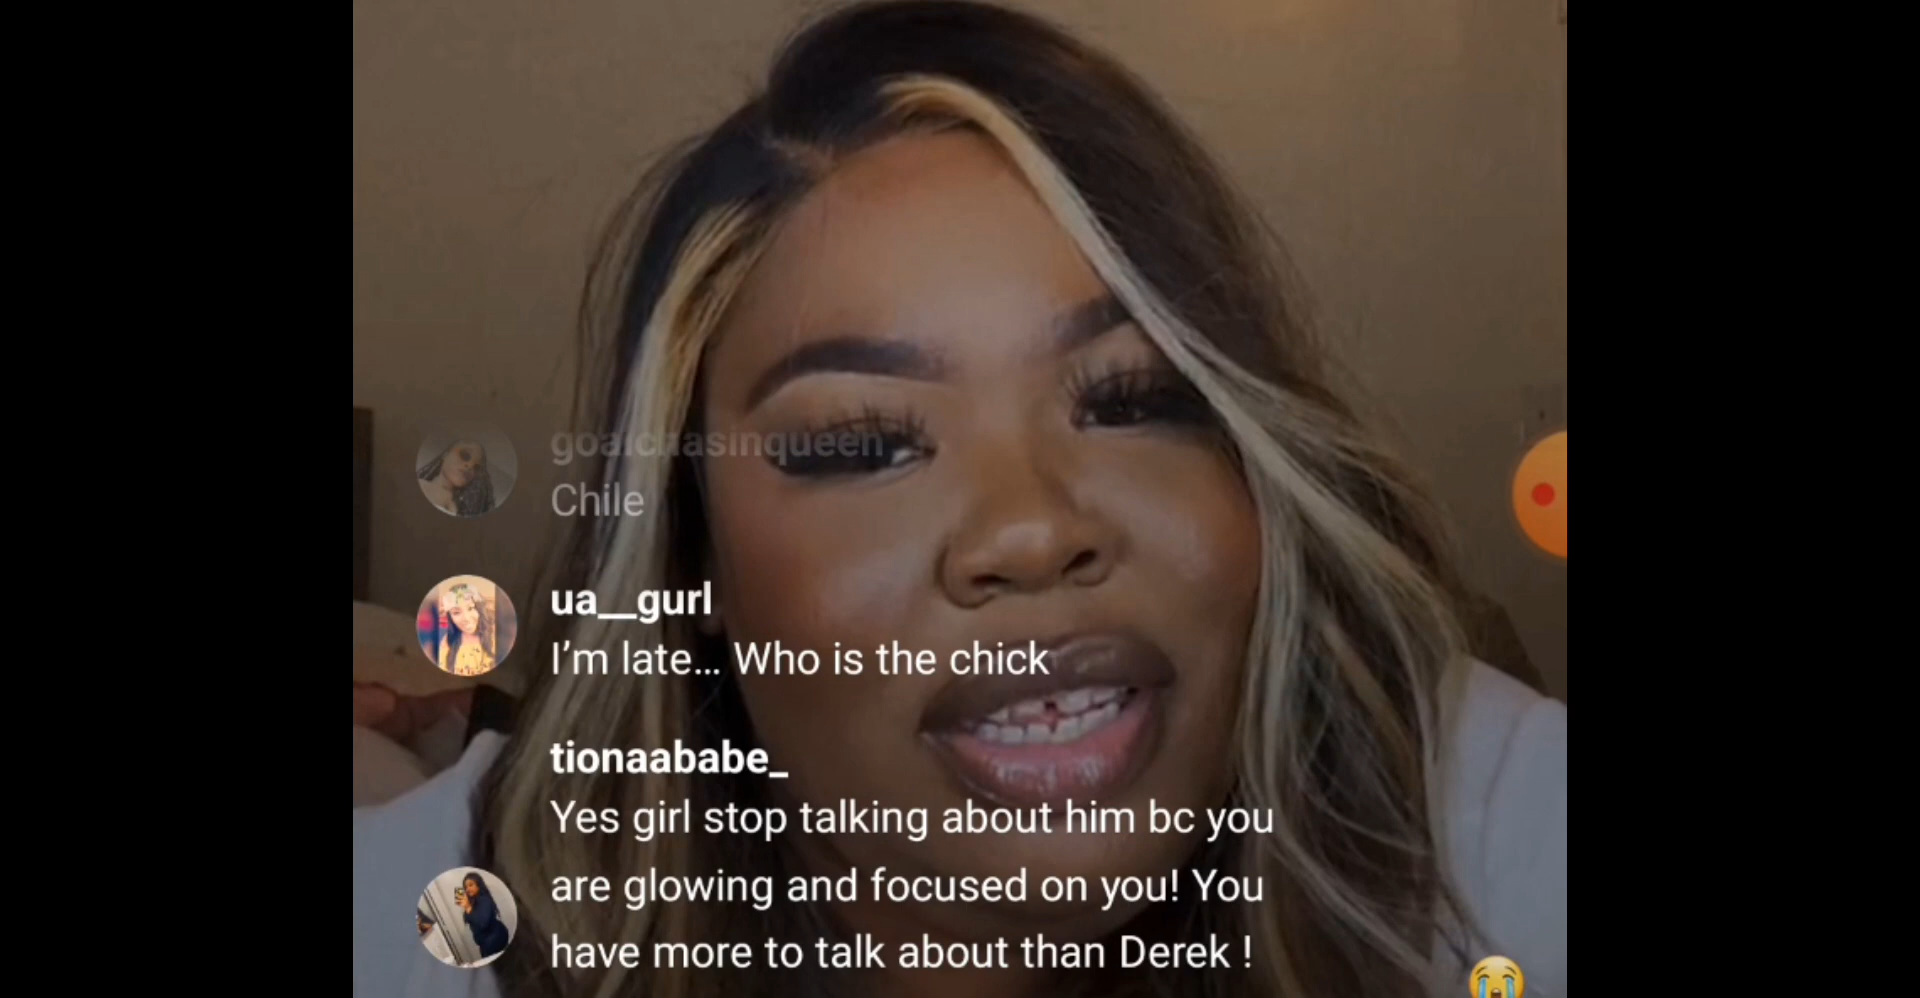 goalchasinqueen
Chile
ua__gurl
I’m late... Who is the chick
tionaababe_
Yes girl stop talking about him bc you
are glowing and focused on you! You
have more to talk about than Derek !